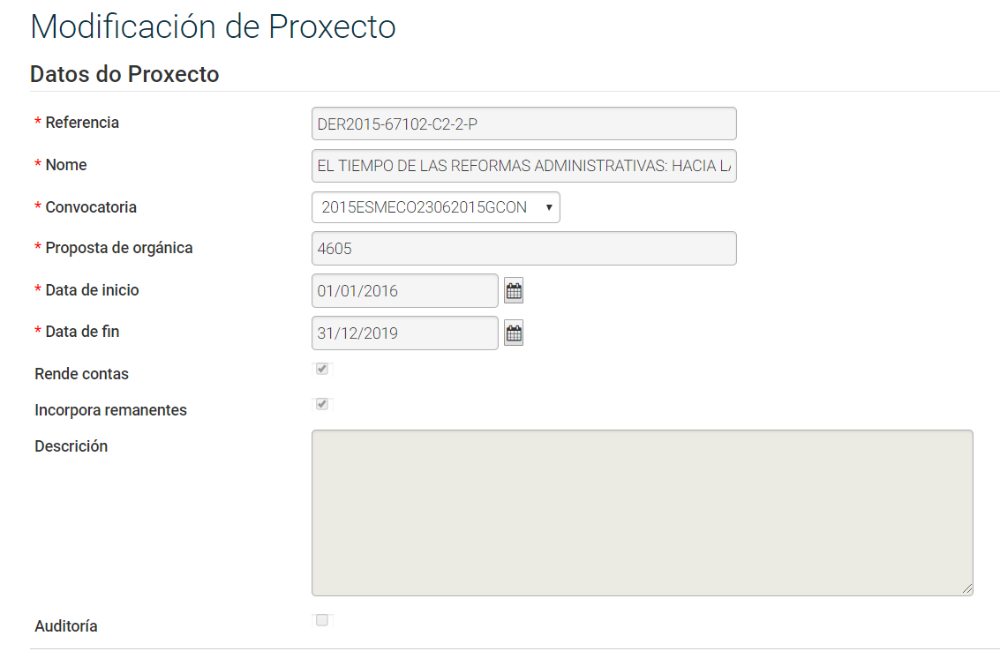 Modificación de Proxecto
Datos do Proxecto
* Referencia DER2015-67102-C2-2-P
* Nome EL TIEMPO DE LAS REFORMAS ADMINISTRATIVAS: HACIA
* Convocatoria 2015ESMECO23062015GCON
* Proposta de orgánica 4605
* Data de inicio 01/01/2016
* Data de fin 31/12/2019
Rende contas
Incorpora remanentes
Descrición
Auditoría